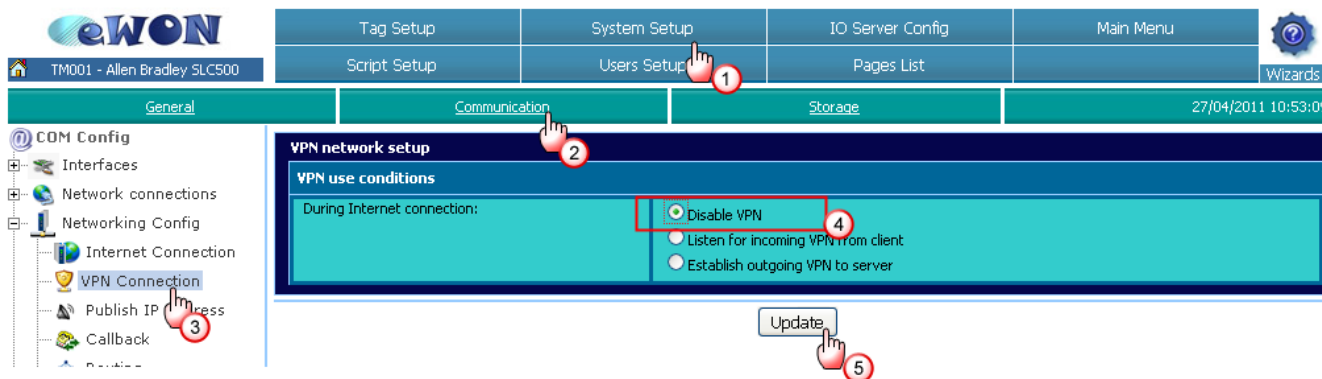 eWON
Tag Setup
System Setup
IO Server Config
Main Menu
TM001 - Allen Bradley SLC500
Script Setup
Users Setup
Pages List
Wizards
1
General
Communication
Storage
27/04/2011 10:53:09
2
COM Config
Interfaces
Network connections
Networking Config
Internet Connection
VPN Connection
Publish IP Address
3
Callback
VPN network setup
VPN use conditions
During Internet connection:
Disable VPN
4
Listen for incoming VPN from client
Establish outgoing VPN to server
Update
5